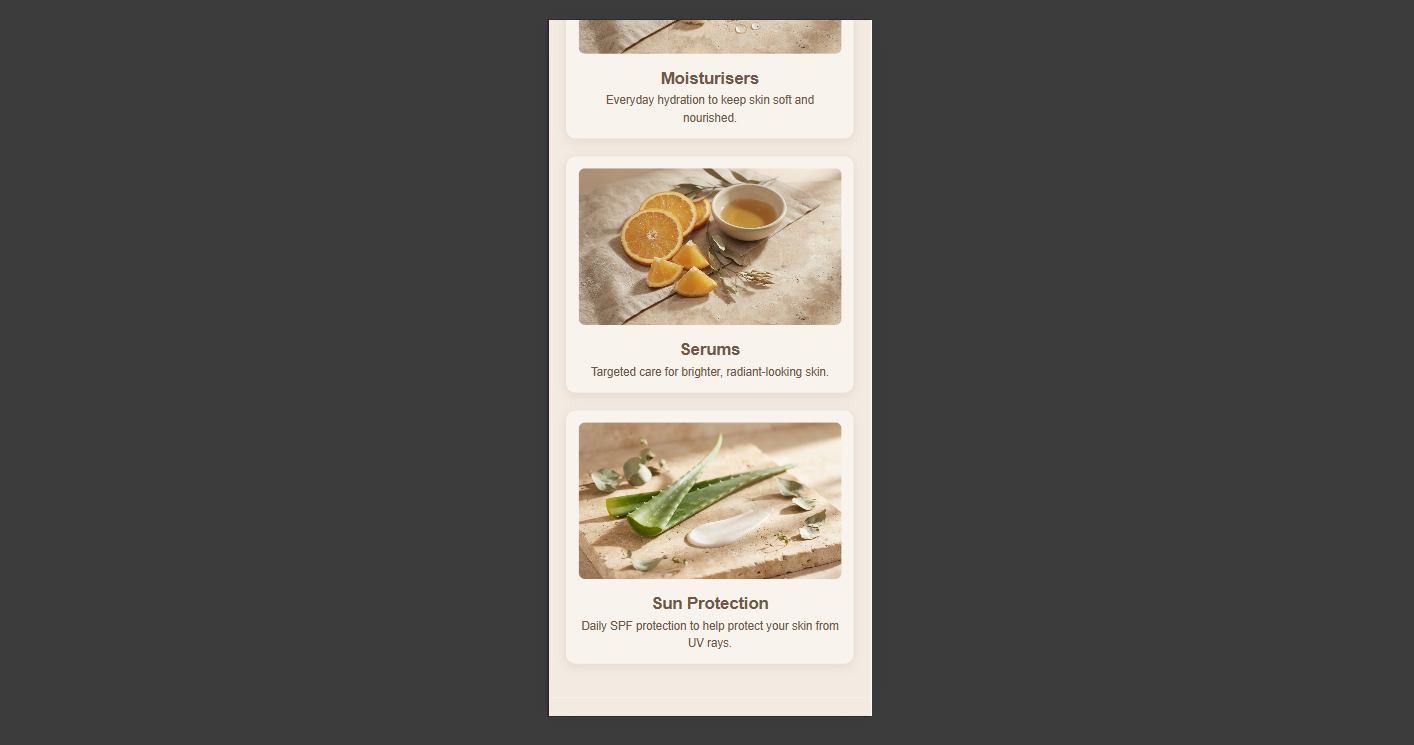 Moisturisers
Everyday hydration to keep skin soft and
nourished.
Serums
Targeted care for brighter, radiant-looking skin.
Sun Protection
Daily SPF protection to help protect your skin from
UV rays.